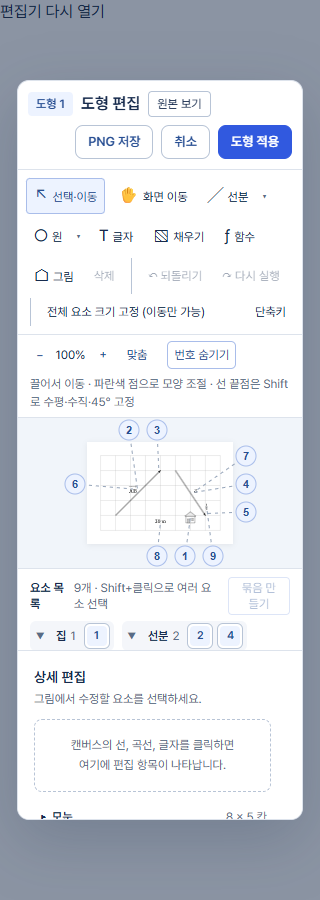 편집기 다시 열기
도형 1 도형 편집 원본 보기
PNG 저장 취소 도형 적용
선택·이동 화면 이동 선분
원 T 글자 채우기 ƒ 함수
그림 삭제 되돌리기 다시 실행
전체 요소 크기 고정 (이동만 가능) 단축키
− 100% + 맞춤 번호 숨기기
끌어서 이동 · 파란색 점으로 모양 조절 · 선 끝점은 Shift
로 수평·수직·45° 고정
2 3
7
6 4
5
10 m
8 1 9
요소 목록 9개 · Shift+클릭으로 여러 요소 선택 묶음 만들기
▼ 집 1 1 ▼ 선분 2 2 4
상세 편집
그림에서 수정할 요소를 선택하세요.
캔버스의 선, 곡선, 글자를 클릭하면
여기에 편집 항목이 나타납니다.
▸ 모눈 8 × 5 칸